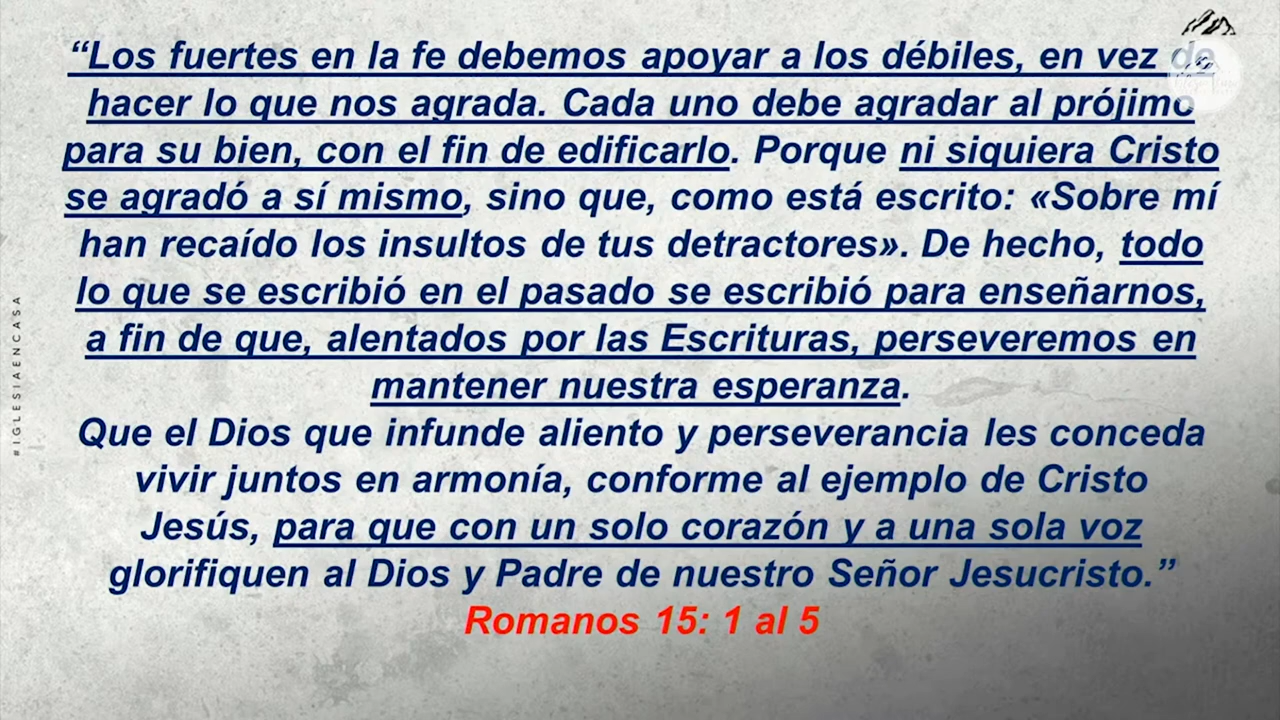 “Los fuertes en la fe debemos apoyar a los débiles, en vez de
hacer lo que nos agrada. Cada uno debe agradar al prójimo
para su bien, con el fin de edificarlo. Porque ni siquiera Cristo
se agradó a sí mismo, sino que, como está escrito: «Sobre mí
han recaído los insultos de tus detractores». De hecho, todo
lo que se escribió en el pasado se escribió para enseñarnos,
a fin de que, alentados por las Escrituras, perseveremos en
mantener nuestra esperanza.
Que el Dios que infunde aliento y perseverancia les conceda
vivir juntos en armonía, conforme al ejemplo de Cristo
Jesús, para que con un solo corazón y a una sola voz
glorifiquen al Dios y Padre de nuestro Señor Jesucristo.”
Romanos 15: 1 al 5
#IGLESIAENCASA